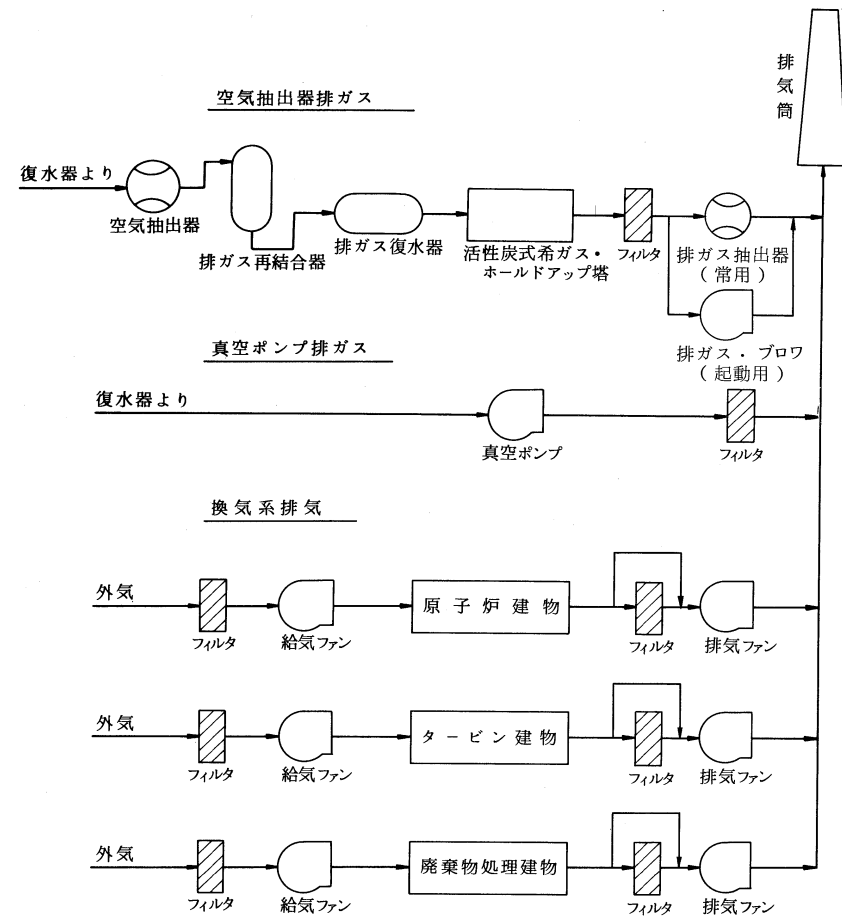 排気筒
空気抽出器排ガス
復水器より
空気抽出器
排ガス再結合器
排ガス復水器
活性炭式希ガス・
ホールドアップ塔
フィルタ
排ガス抽出器
(常用)
排ガス・ブロワ
(起動用)
真空ポンプ排ガス
復水器より
真空ポンプ
フィルタ
換気系排気
外気
フィルタ
給気ファン
原子炉建物
フィルタ
排気ファン
外気
フィルタ
給気ファン
タービン建物
フィルタ
排気ファン
外気
フィルタ
給気ファン
廃棄物処理建物
フィルタ
排気ファン